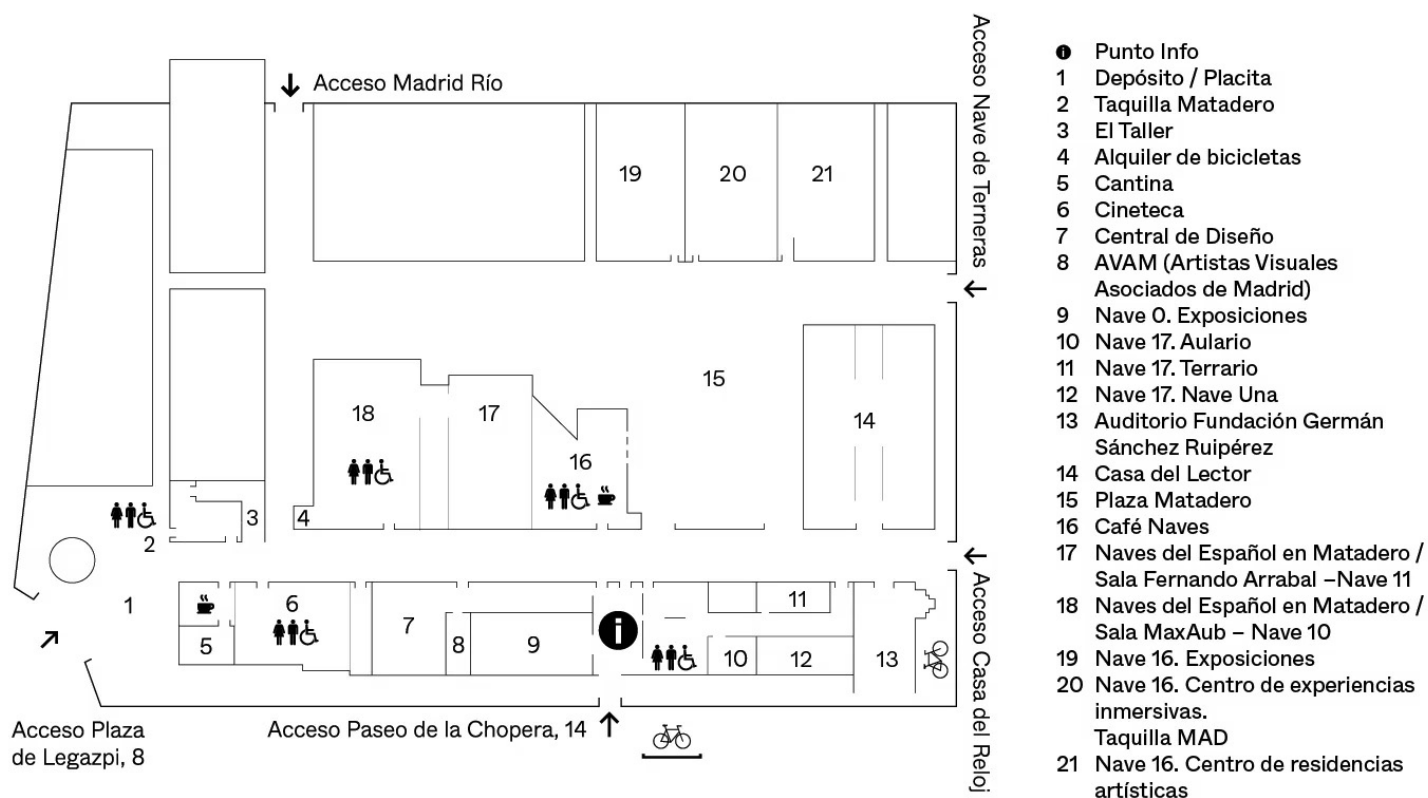 Acceso Madrid Río
Acceso Nave de Terneras
19
20
21
15
18
17
14
16
3
4
2
1
6
11
7
5
8
9
i
10
12
13
Acceso Casa del Reloj
Acceso Plaza
de Legazpi, 8
Acceso Paseo de la Chopera, 14
i Punto Info
1 Depósito / Placita
2 Taquilla Matadero
3 El Taller
4 Alquiler de bicicletas
5 Cantina
6 Cineteca
7 Central de Diseño
8 AVAM (Artistas Visuales
Asociados de Madrid)
9 Nave 0. Exposiciones
10 Nave 17. Aulario
11 Nave 17. Terrario
12 Nave 17. Nave Una
13 Auditorio Fundación Germán
Sánchez Ruipérez
14 Casa del Lector
15 Plaza Matadero
16 Café Naves
17 Naves del Español en Matadero /
Sala Fernando Arrabal –Nave 11
18 Naves del Español en Matadero /
Sala MaxAub – Nave 10
19 Nave 16. Exposiciones
20 Nave 16. Centro de experiencias
inmersivas.
Taquilla MAD
21 Nave 16. Centro de residencias
artísticas